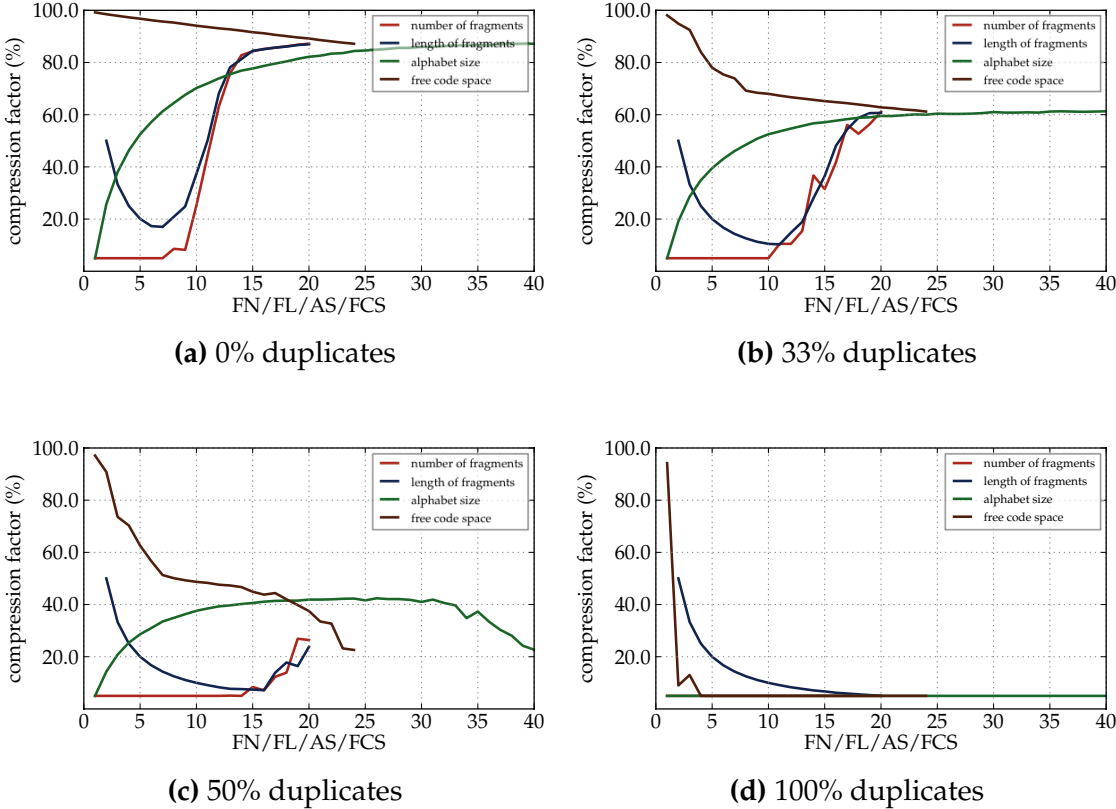 100.0
80.0
60.0
40.0
20.0
compression factor (%)
number of fragments
length of fragments
alphabet size
free code space
0 5 10 15 20 25 30 35 40
FN/FL/AS/FCS
(a) 0% duplicates
100.0
80.0
60.0
40.0
20.0
compression factor (%)
number of fragments
length of fragments
alphabet size
free code space
0 5 10 15 20 25 30 35 40
FN/FL/AS/FCS
(b) 33% duplicates
100.0
80.0
60.0
40.0
20.0
compression factor (%)
number of fragments
length of fragments
alphabet size
free code space
0 5 10 15 20 25 30 35 40
FN/FL/AS/FCS
(c) 50% duplicates
100.0
80.0
60.0
40.0
20.0
compression factor (%)
number of fragments
length of fragments
alphabet size
free code space
0 5 10 15 20 25 30 35 40
FN/FL/AS/FCS
(d) 100% duplicates